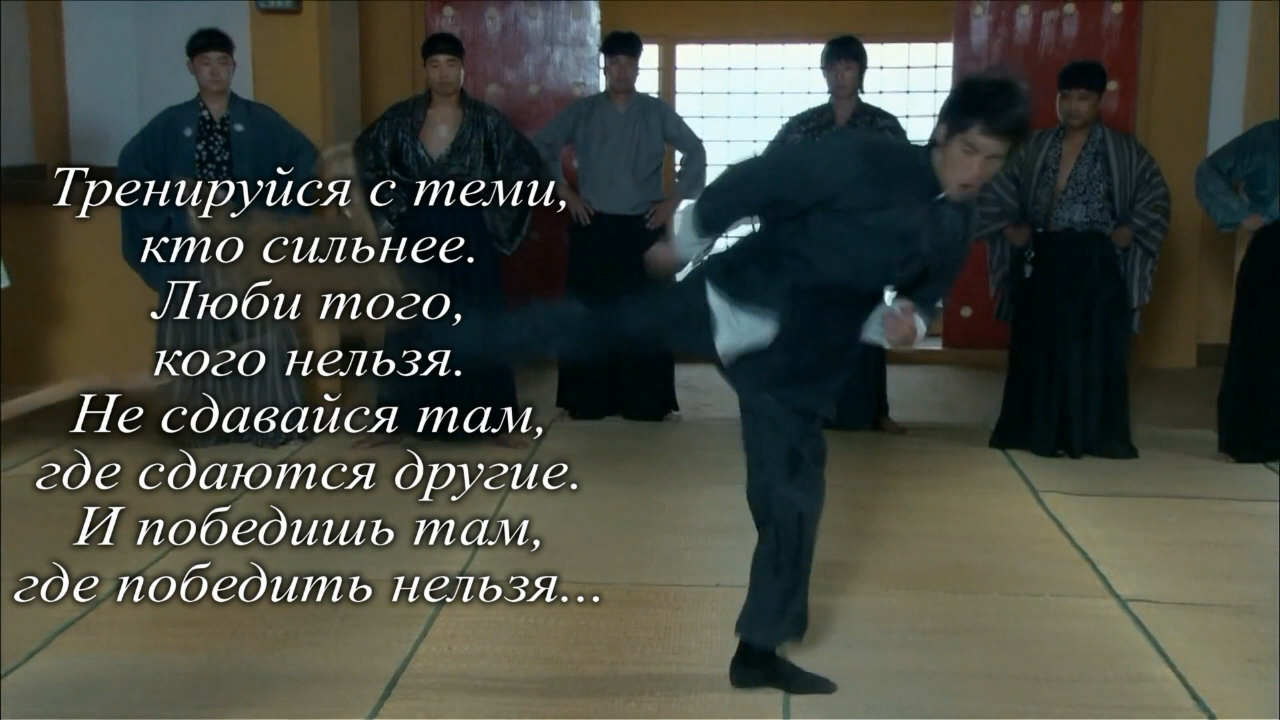 Тренируйся с теми,
кто сильнее.
Люби того,
кого нельзя.
Не сдавайся там,
где сдаются другие.
И победишь там,
где победить нельзя...